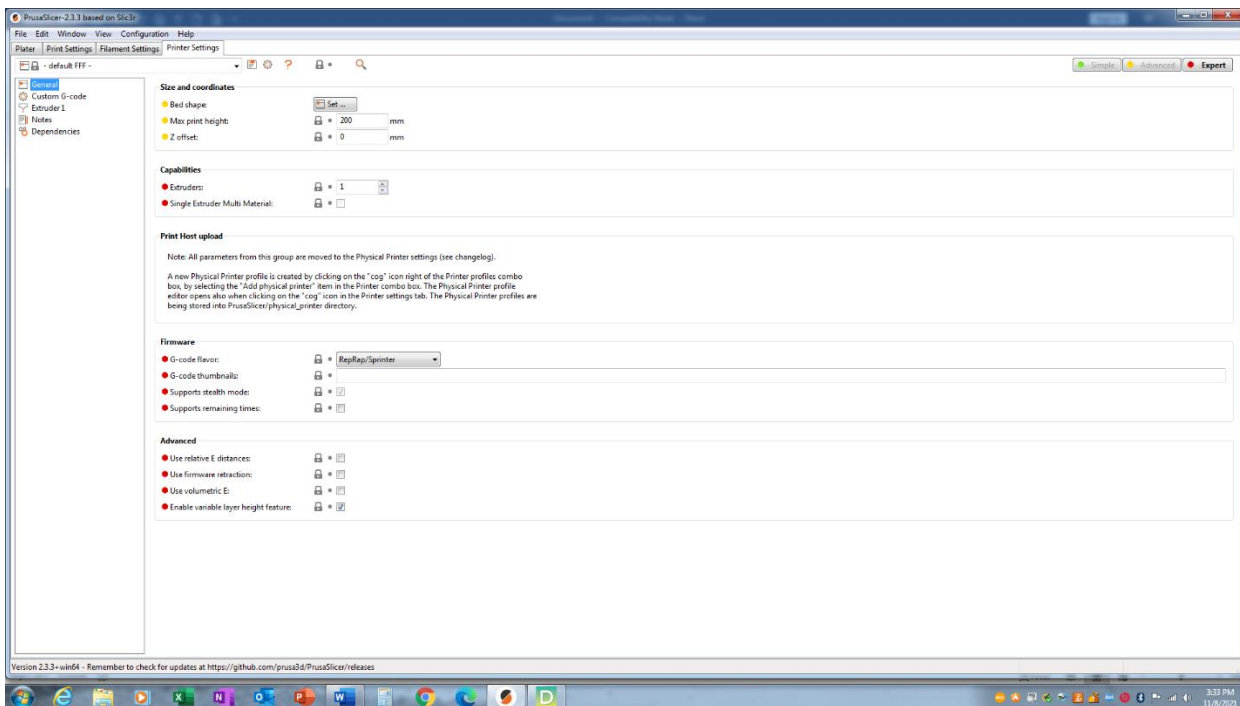 PrusaSlicer-2.3.3 based on Slic3r
File Edit Window View Configuration Help
Plater Print Settings Filament Settings Printer Settings
- default FFF -
Simple Advanced Expert
General
Custom G-code
Extruder 1
Notes
Dependencies
Size and coordinates
Bed shape:
Set ...
Max print height:
200
mm
Z offset:
0
mm
Capabilities
Extruders:
1
Single Extruder Multi Material:
Print Host upload
Note: All parameters from this group are moved to the Physical Printer settings (see changelog).
A new Physical Printer profile is created by clicking on the "cog" icon right of the Printer profiles combo
box, by selecting the "Add physical printer" item in the Printer combo box. The Physical Printer profile
editor opens also when clicking on the "cog" icon in the Printer settings tab. The Physical Printer profiles are
being stored into PrusaSlicer/physical_printer directory.
Firmware
G-code flavor:
RepRap/Sprinter
G-code thumbnails:
Supports stealth mode:
Supports remaining times:
Advanced
Use relative E distances:
Use firmware retraction:
Use volumetric E:
Enable variable layer height feature:
Version 2.3.3+win64 - Remember to check for updates at https://github.com/prusa3d/PrusaSlicer/releases
3:33 PM
11/8/2021